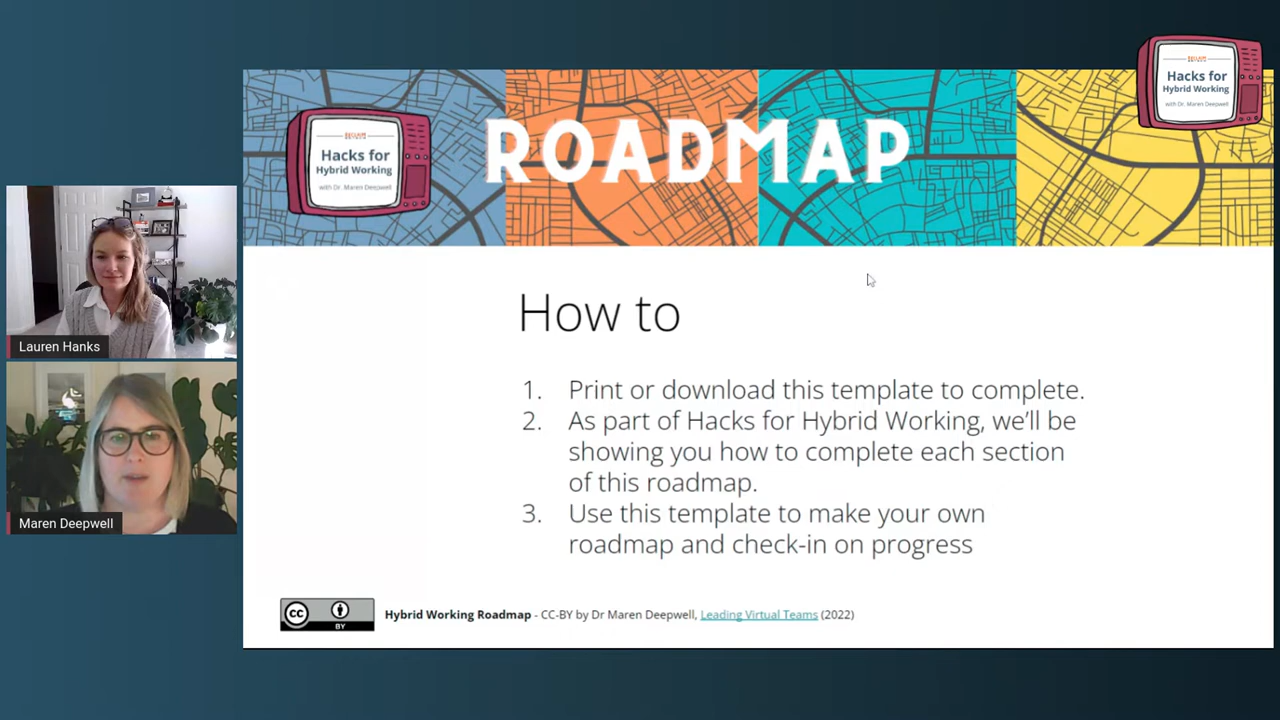 RECLAIM
Hacks for
Hybrid Working
with Dr. Maren Deepwell
ROADMAP
Hacks for
Hybrid Working
with Dr. Maren Deepwell
How to
1. Print or download this template to complete.
2. As part of Hacks for Hybrid Working, we’ll be
showing you how to complete each section
of this roadmap.
3. Use this template to make your own
roadmap and check-in on progress
Lauren Hanks
Maren Deepwell
CC
BY
Hybrid Working Roadmap - CC-BY by Dr Maren Deepwell, Leading Virtual Teams (2022)